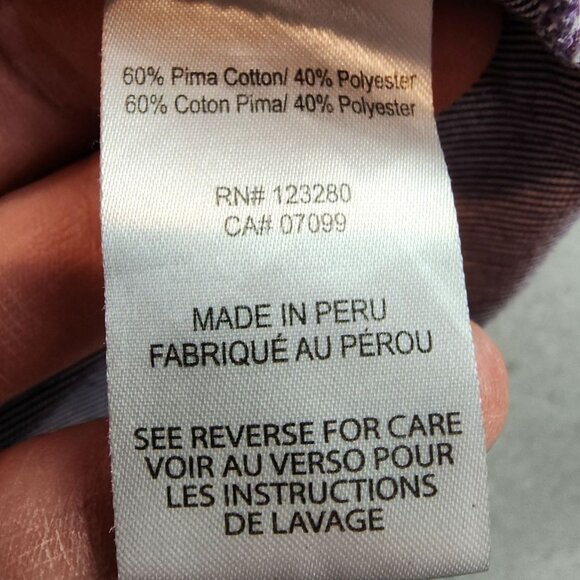 60% Pima Cotton/ 40% Polyester
60% Coton Pima/ 40% Polyester
RN# 123280
CA# 07099
MADE IN PERU
FABRIQUÉ AU PÉROU
SEE REVERSE FOR CARE
VOIR AU VERSO POUR
LES INSTRUCTIONS
DE LAVAGE